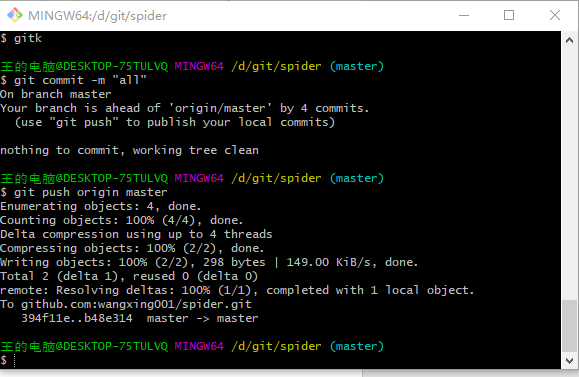 MINGW64:/d/git/spider
$ gitk
王的电脑@DESKTOP-75TULVQ MINGW64 /d/git/spider (master)
$ git commit -m "all"
On branch master
Your branch is ahead of 'origin/master' by 4 commits.
(use "git push" to publish your local commits)
nothing to commit, working tree clean
王的电脑@DESKTOP-75TULVQ MINGW64 /d/git/spider (master)
$ git push origin master
Enumerating objects: 4, done.
Counting objects: 100% (4/4), done.
Delta compression using up to 4 threads
Compressing objects: 100% (2/2), done.
Writing objects: 100% (2/2), 298 bytes | 149.00 KiB/s, done.
Total 2 (delta 1), reused 0 (delta 0)
remote: Resolving deltas: 100% (1/1), completed with 1 local object.
To github.com:wangxing001/spider.git
394f11e..b48e314  master -> master
王的电脑@DESKTOP-75TULVQ MINGW64 /d/git/spider (master)
$